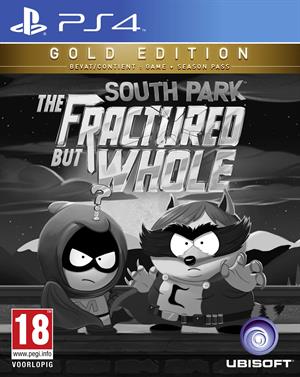 PS4
GOLD EDITION
BEVAT/CONTIENT - GAME + SEASON PASS
SOUTH PARK
THE
FRACTURED
BUT
WHOLE
?
M
C
18
www.pegi.info
VOORLOPIG
UBISOFT